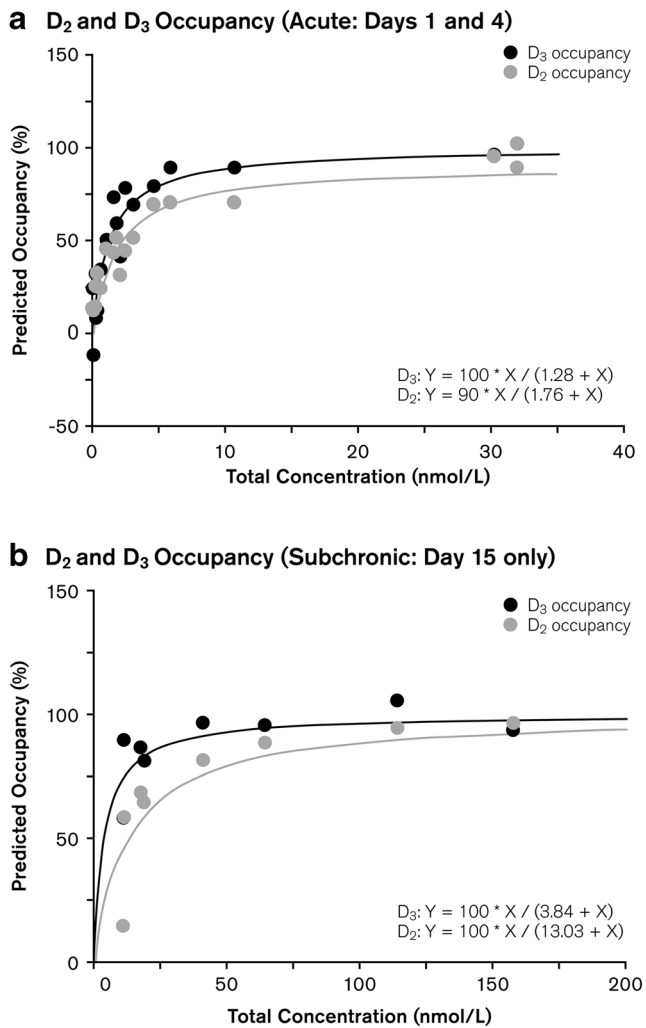 a D₂ and D₃ Occupancy (Acute: Days 1 and 4)
150
D₃ occupancy
D₂ occupancy
100
Predicted Occupancy (%)
50
0
D₃: Y = 100 * X / (1.28 + X)
D₂: Y = 90 * X / (1.76 + X)
-50
0 10 20 30 40
Total Concentration (nmol/L)
b D₂ and D₃ Occupancy (Subchronic: Day 15 only)
150
D₃ occupancy
D₂ occupancy
100
Predicted Occupancy (%)
50
D₃: Y = 100 * X / (3.84 + X)
D₂: Y = 100 * X / (13.03 + X)
0
0 50 100 150 200
Total Concentration (nmol/L)